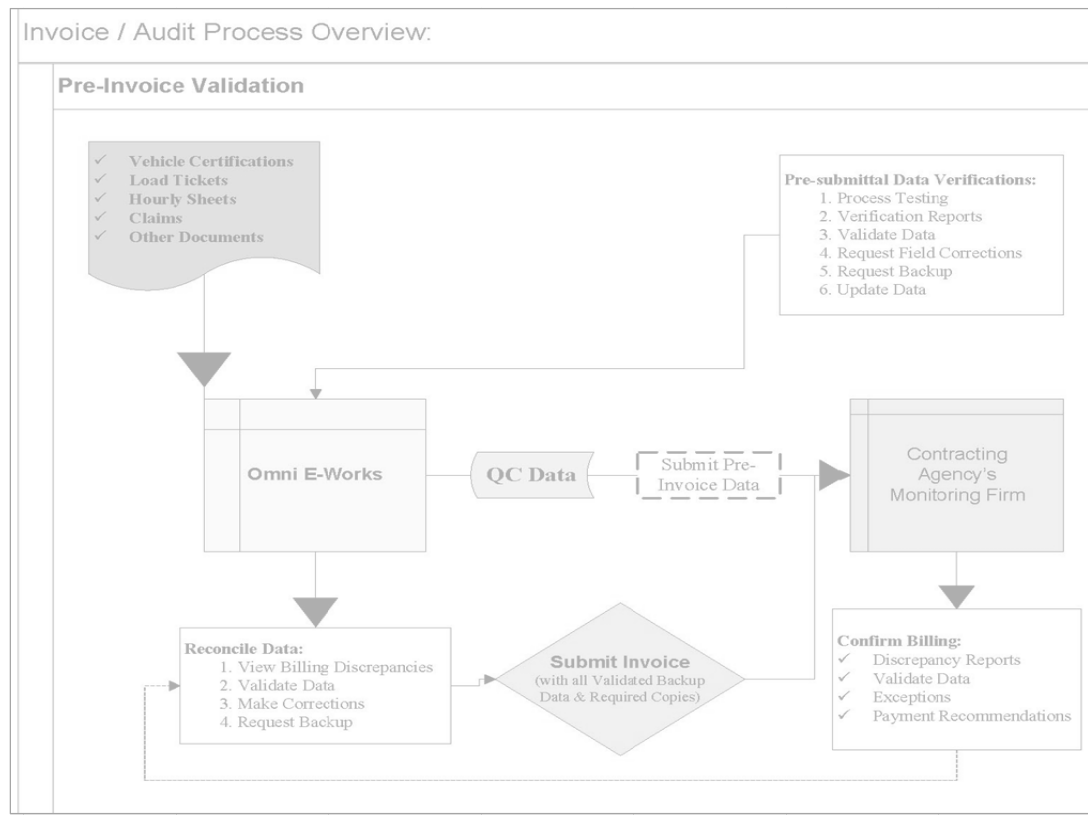 Invoice / Audit Process Overview:
Pre-Invoice Validation
✓ Vehicle Certifications
✓ Load Tickets
✓ Hourly Sheets
✓ Claims
✓ Other Documents
Pre-submittal Data Verifications:
1. Process Testing
2. Verification Reports
3. Validate Data
4. Request Field Corrections
5. Request Backup
6. Update Data
Omni E-Works
QC Data
Submit Pre-
Invoice Data
Contracting
Agency's
Monitoring Firm
Reconcile Data:
1. View Billing Discrepancies
2. Validate Data
3. Make Corrections
4. Request Backup
Submit Invoice
(with all Validated Backup
Data & Required Copies)
Confirm Billing:
✓ Discrepancy Reports
✓ Validate Data
✓ Exceptions
✓ Payment Recommendations